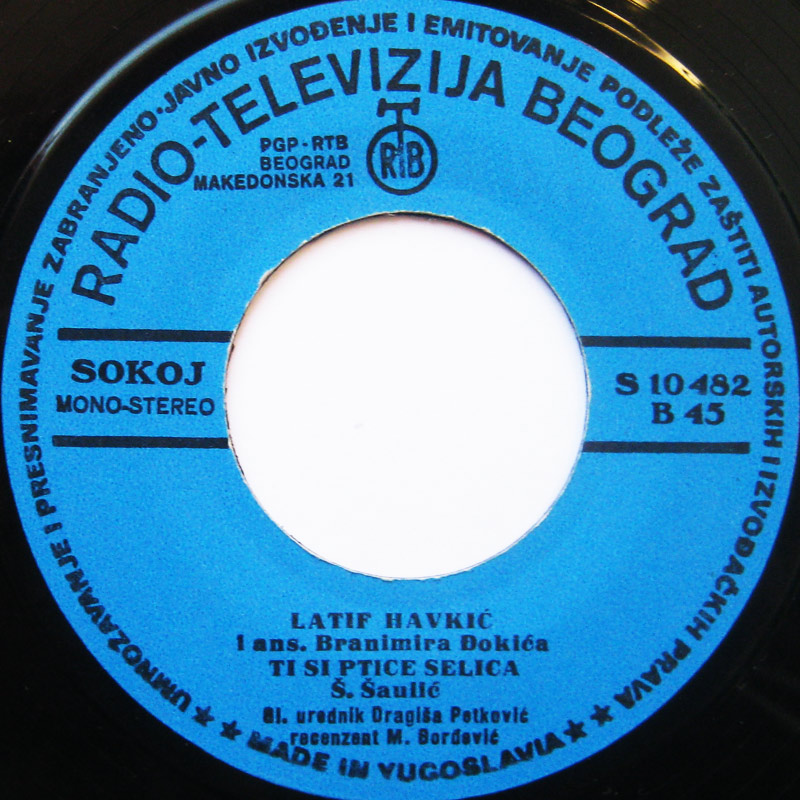 UMNOZAVANJE I PRESNIMAVANJE ZABRANJENO·JAVNO IZVOĐENJE I EMITOVANJE PODLEŽE ZAŠTITI AUTORSKIH I IZVOĐAČKIH PRAVA
RADIO-TELEVIZIJA BEOGRAD
PGP-RTB
BEOGRAD
MAKEDONSKA 21
RTB
SOKOJ
MONO-STEREO
S 10 482
B 45
LATIF HAVKIĆ
I ans. Branimira Đokića
TI SI PTICE SELICA
Š. Šaulić
Gl. urednik Dragiša Petković
recenzent M. Đorđević
★ ★ MADE IN YUGOSLAVIA ★ ★